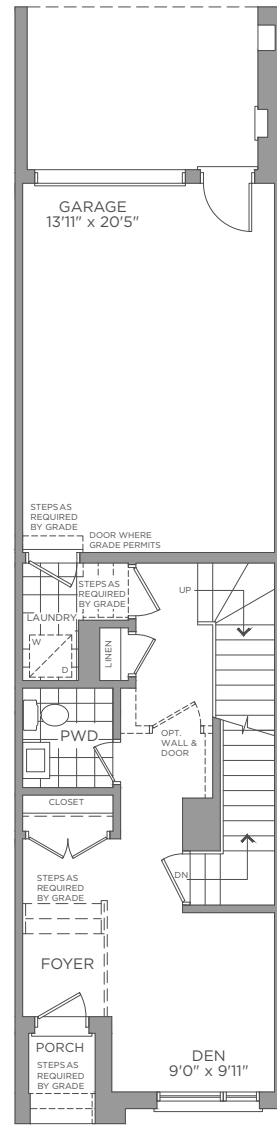 GARAGE
13'11" x 20'5"
STEPS AS
REQUIRED
BY GRADE
DOOR WHERE
GRADE PERMITS
STEPS AS
REQUIRED
BY GRADE
UP
LAUNDRY
W
D
LINEN
PWD
OPT.
WALL &
DOOR
CLOSET
DN
STEPS AS
REQUIRED
BY GRADE
FOYER
PORCH
STEPS AS
REQUIRED
BY GRADE
DEN
9'0" x 9'11"